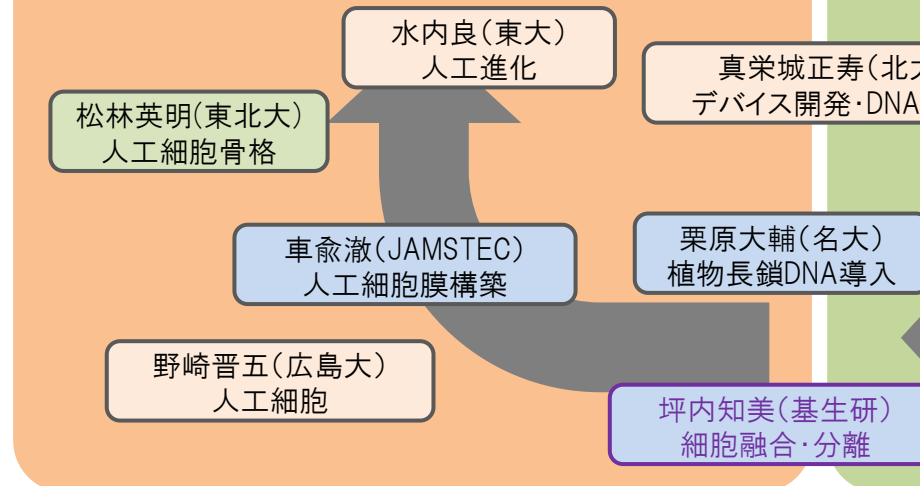 水内良(東大)
人工進化
真栄城正寿(北
デバイス開発・DNA
松林英明(東北大)
人工細胞骨格
車兪澈(JAMSTEC)
人工細胞膜構築
栗原大輔(名大)
植物長鎖DNA導入
野崎晋五(広島大)
人工細胞
坪内知美(基生研)
細胞融合・分離